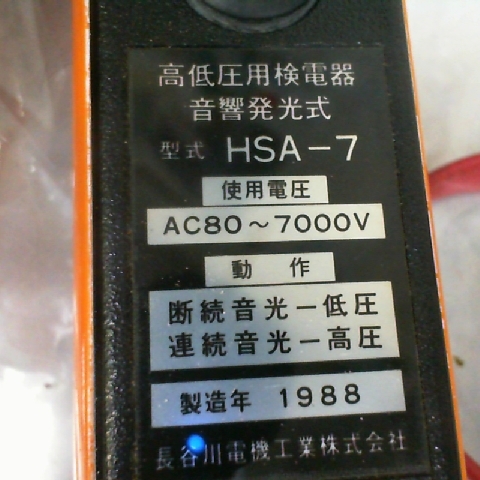 高低圧用検電器
音響発光式
型式 HSA-7
使用電圧
AC80～7000V
動 作
断続音光ー低圧
連続音光ー高圧
製造年 1988
長谷川電機工業株式会社